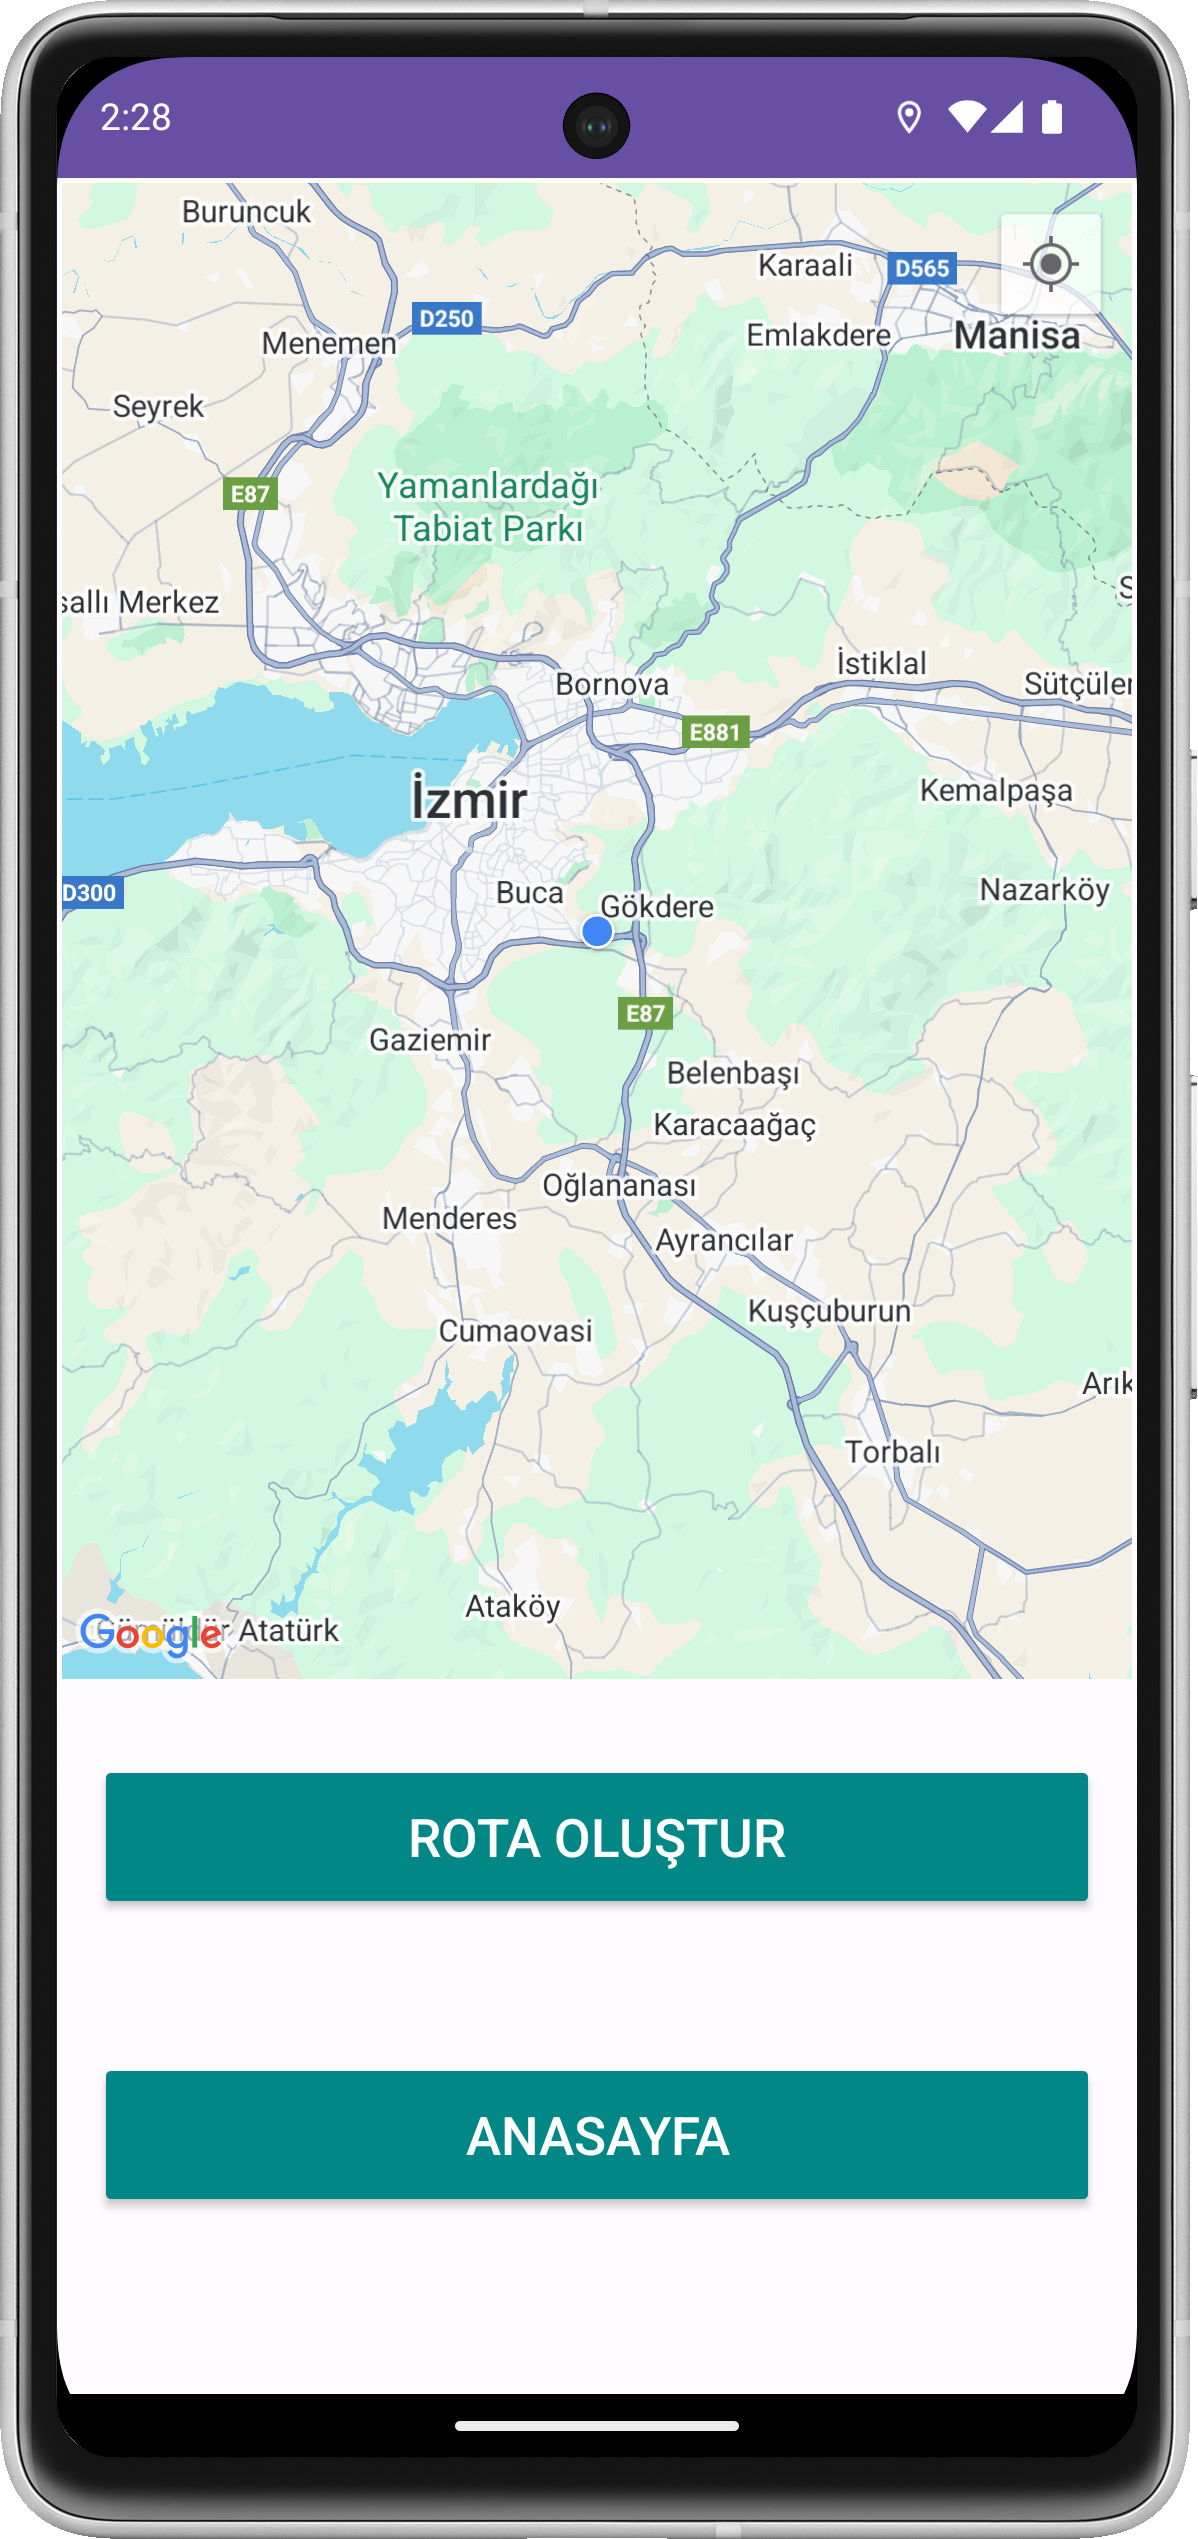 2:28
Buruncuk
Karaali
D565
D250
Menemen
Emlakdere
Manisa
Seyrek
E87
Yamanlardağı
Tabiat Parkı
sallı Merkez
S
İstiklal
Bornova
Sütçüler
E881
İzmir
Kemalpaşa
D300
Buca
Gökdere
Nazarköy
E87
Gaziemir
Belenbaşı
Karacaağaç
Oğlananası
Menderes
Ayrancılar
Kuşçuburun
Cumaovasi
Arık
Torbalı
Ataköy
Google
Atatürk
ROTA OLUŞTUR
ANASAYFA